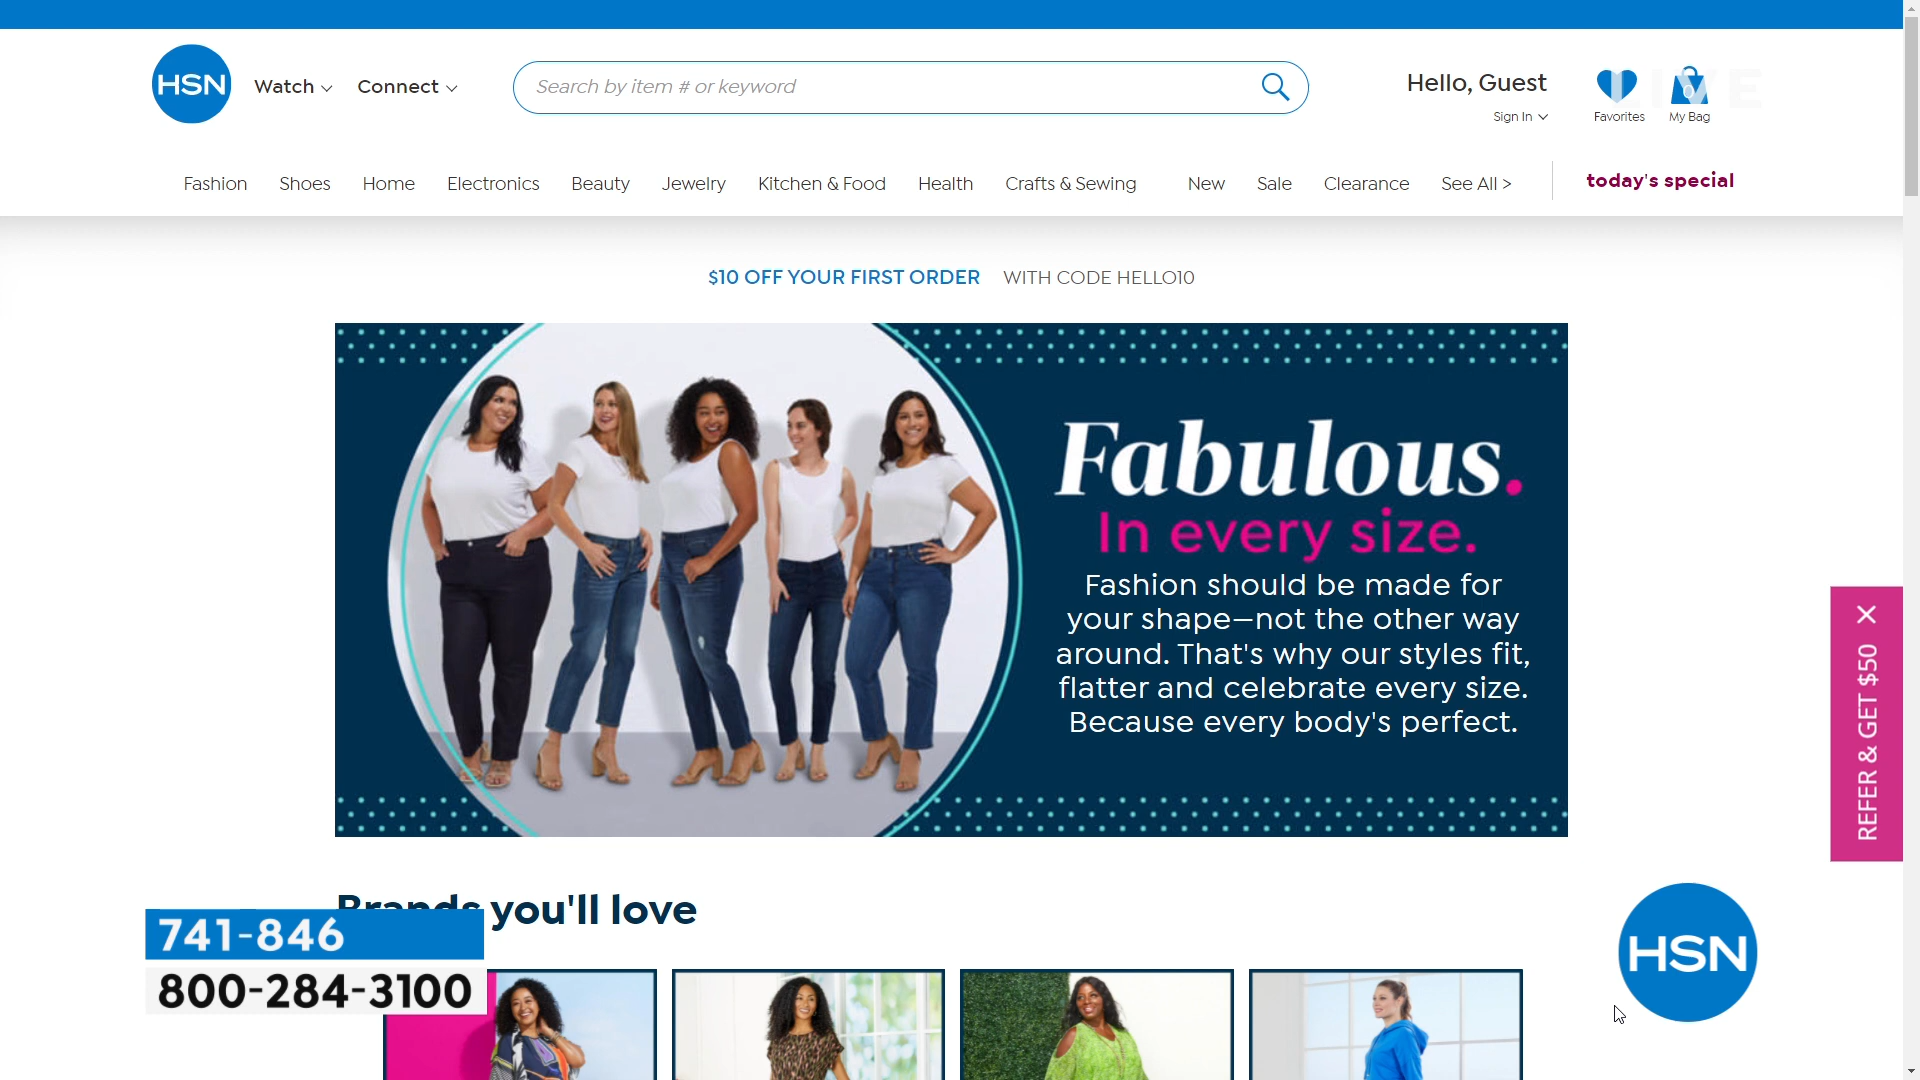 HSN
Watch
Connect
Search by item # or keyword
Hello, Guest
Sign In
Favorites
0
My Bag
LIVE
Fashion
Shoes
Home
Electronics
Beauty
Jewelry
Kitchen & Food
Health
Crafts & Sewing
New
Sale
Clearance
See All >
today's special
$10 OFF YOUR FIRST ORDER WITH CODE HELLO10
Fabulous.
In every size.
Fashion should be made for
your shape—not the other way
around. That's why our styles fit,
flatter and celebrate every size.
Because every body's perfect.
REFER & GET $50
Brands you'll love
741-846
800-284-3100
HSN